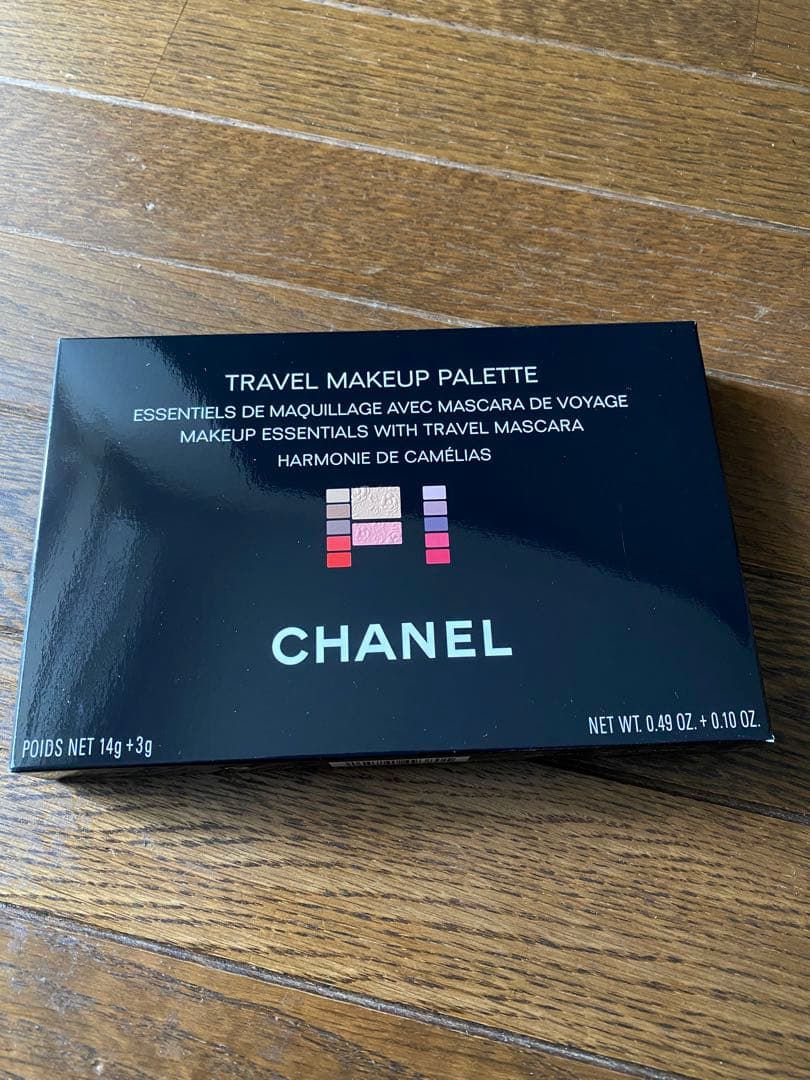 TRAVEL MAKEUP PALETTE
ESSENTIELS DE MAQUILLAGE AVEC MASCARA DE VOYAGE
MAKEUP ESSENTIALS WITH TRAVEL MASCARA
HARMONIE DE CAMÉLIAS
CHANEL
POIDS NET 14g+3g
NET WT. 0.49 OZ. + 0.10 OZ.